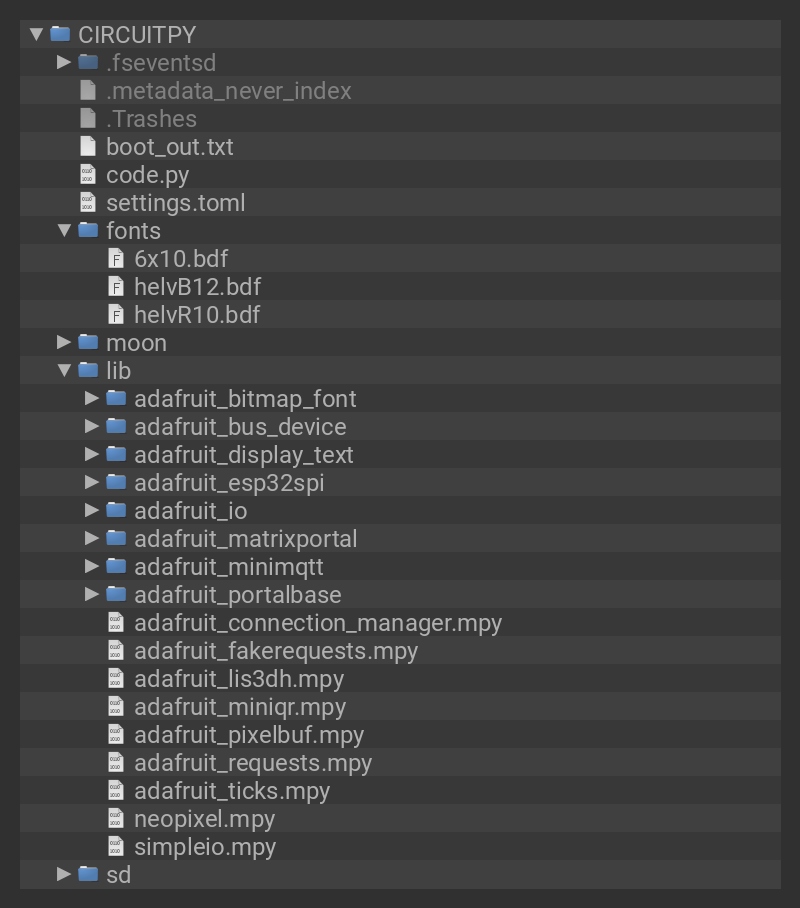 CIRCUITPY
.fseventsd
.metadata_never_index
.Trashes
boot_out.txt
code.py
settings.toml
fonts
6x10.bdf
helvB12.bdf
helvR10.bdf
moon
lib
adafruit_bitmap_font
adafruit_bus_device
adafruit_display_text
adafruit_esp32spi
adafruit_io
adafruit_matrixportal
adafruit_minimqtt
adafruit_portalbase
adafruit_connection_manager.mpy
adafruit_fakerequests.mpy
adafruit_lis3dh.mpy
adafruit_miniqr.mpy
adafruit_pixelbuf.mpy
adafruit_requests.mpy
adafruit_ticks.mpy
neopixel.mpy
simpleio.mpy
sd